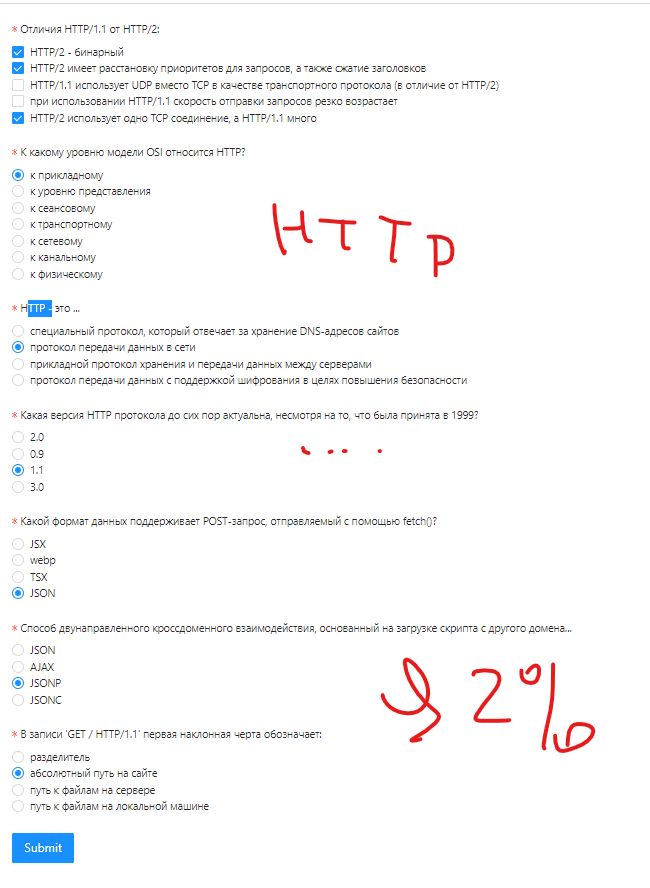 * Отличия HTTP/1.1 от HTTP/2:
HTTP/2 - бинарный
HTTP/2 имеет расстановку приоритетов для запросов, а также сжатие заголовков
HTTP/1.1 использует UDP вместо TCP в качестве транспортного протокола (в отличие от HTTP/2)
при использовании HTTP/1.1 скорость отправки запросов резко возрастает
HTTP/2 использует одно TCP соединение, а HTTP/1.1 много
* К какому уровню модели OSI относится HTTP?
к прикладному
к уровню представления
к сеансовому
к транспортному
к сетевому
к канальному
к физическому
HTTP
* HTTP - это ...
специальный протокол, который отвечает за хранение DNS-адресов сайтов
протокол передачи данных в сети
прикладной протокол хранения и передачи данных между серверами
протокол передачи данных с поддержкой шифрования в целях повышения безопасности
* Какая версия HTTP протокола до сих пор актуальна, несмотря на то, что была принята в 1999?
2.0
0.9
1.1
3.0
* Какой формат данных поддерживает POST-запрос, отправляемый с помощью fetch()?
JSX
webp
TSX
JSON
* Способ двунаправленного кроссдоменного взаимодействия, основанный на загрузке скрипта с другого домена...
JSON
AJAX
JSONP
JSONC
92%
* В записи 'GET / HTTP/1.1' первая наклонная черта обозначает:
разделитель
абсолютный путь на сайте
путь к файлам на сервере
путь к файлам на локальной машине
Submit